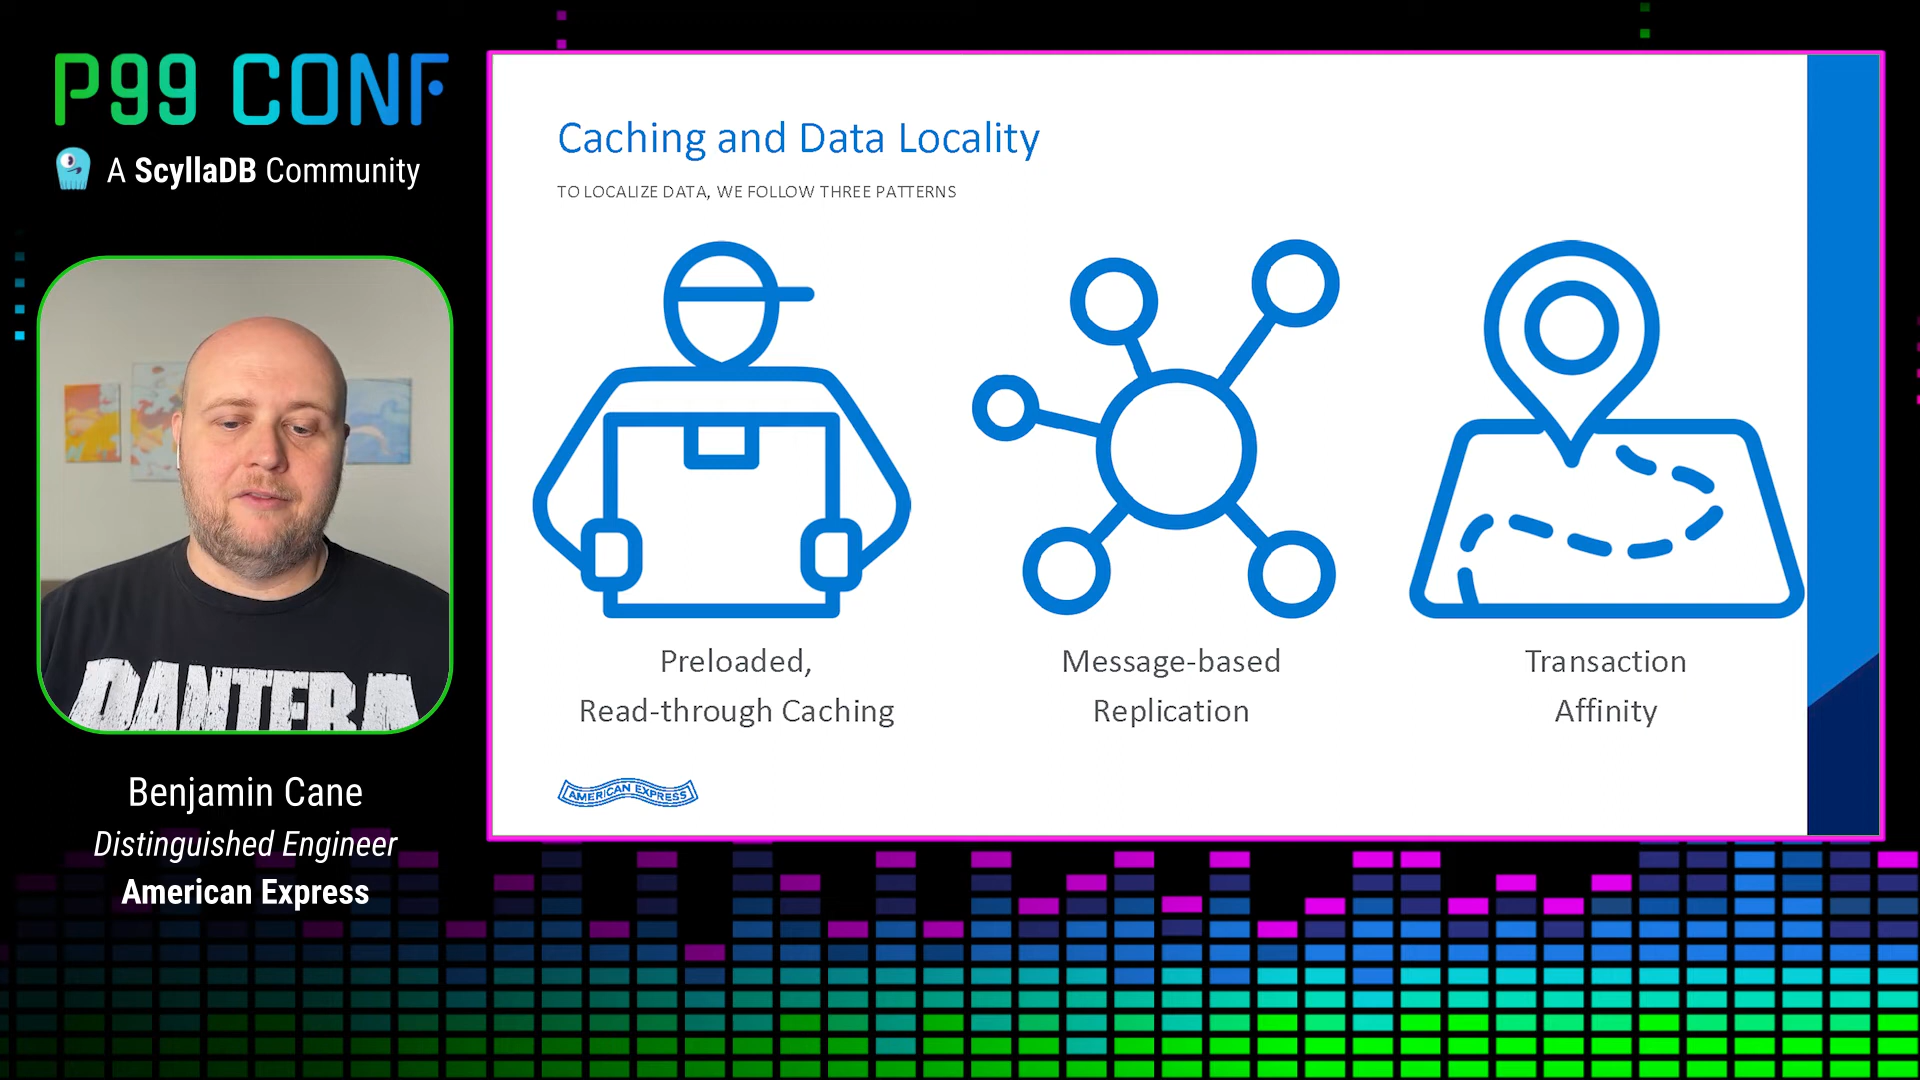 P99 CONF
A ScyllaDB Community
PANTERA
Benjamin Cane
Distinguished Engineer
American Express
Caching and Data Locality
TO LOCALIZE DATA, WE FOLLOW THREE PATTERNS
Preloaded,
Read-through Caching
Message-based
Replication
Transaction
Affinity
AMERICAN EXPRESS